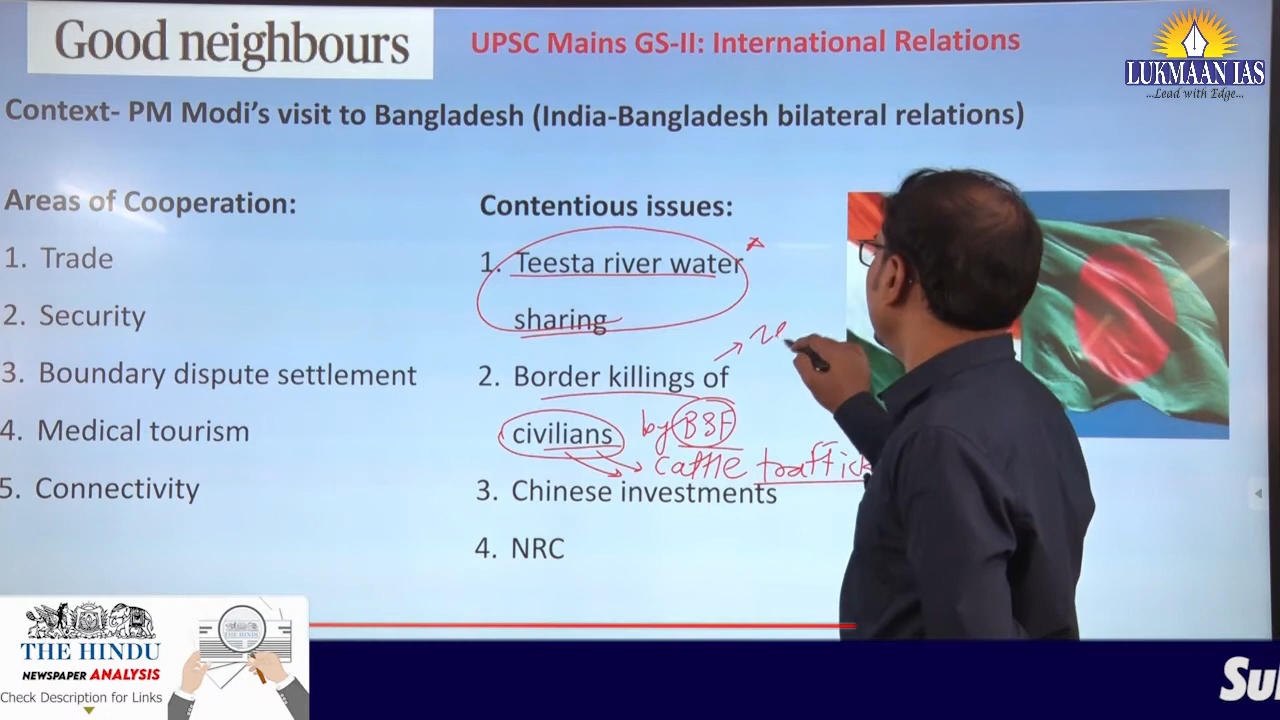 Good neighbours
UPSC Mains GS-II: International Relations
LUKMAAN IAS
...Lead with Edge...
Context- PM Modi's visit to Bangladesh (India-Bangladesh bilateral relations)
Areas of Cooperation:
1. Trade
2. Security
3. Boundary dispute settlement
4. Medical tourism
5. Connectivity
Contentious issues:
1. Teesta river water
sharing
2. Border killings of
civilians by BSF
cattle traffick
3. Chinese investments
4. NRC
THE HINDU
NEWSPAPER ANALYSIS
Check Description for Links